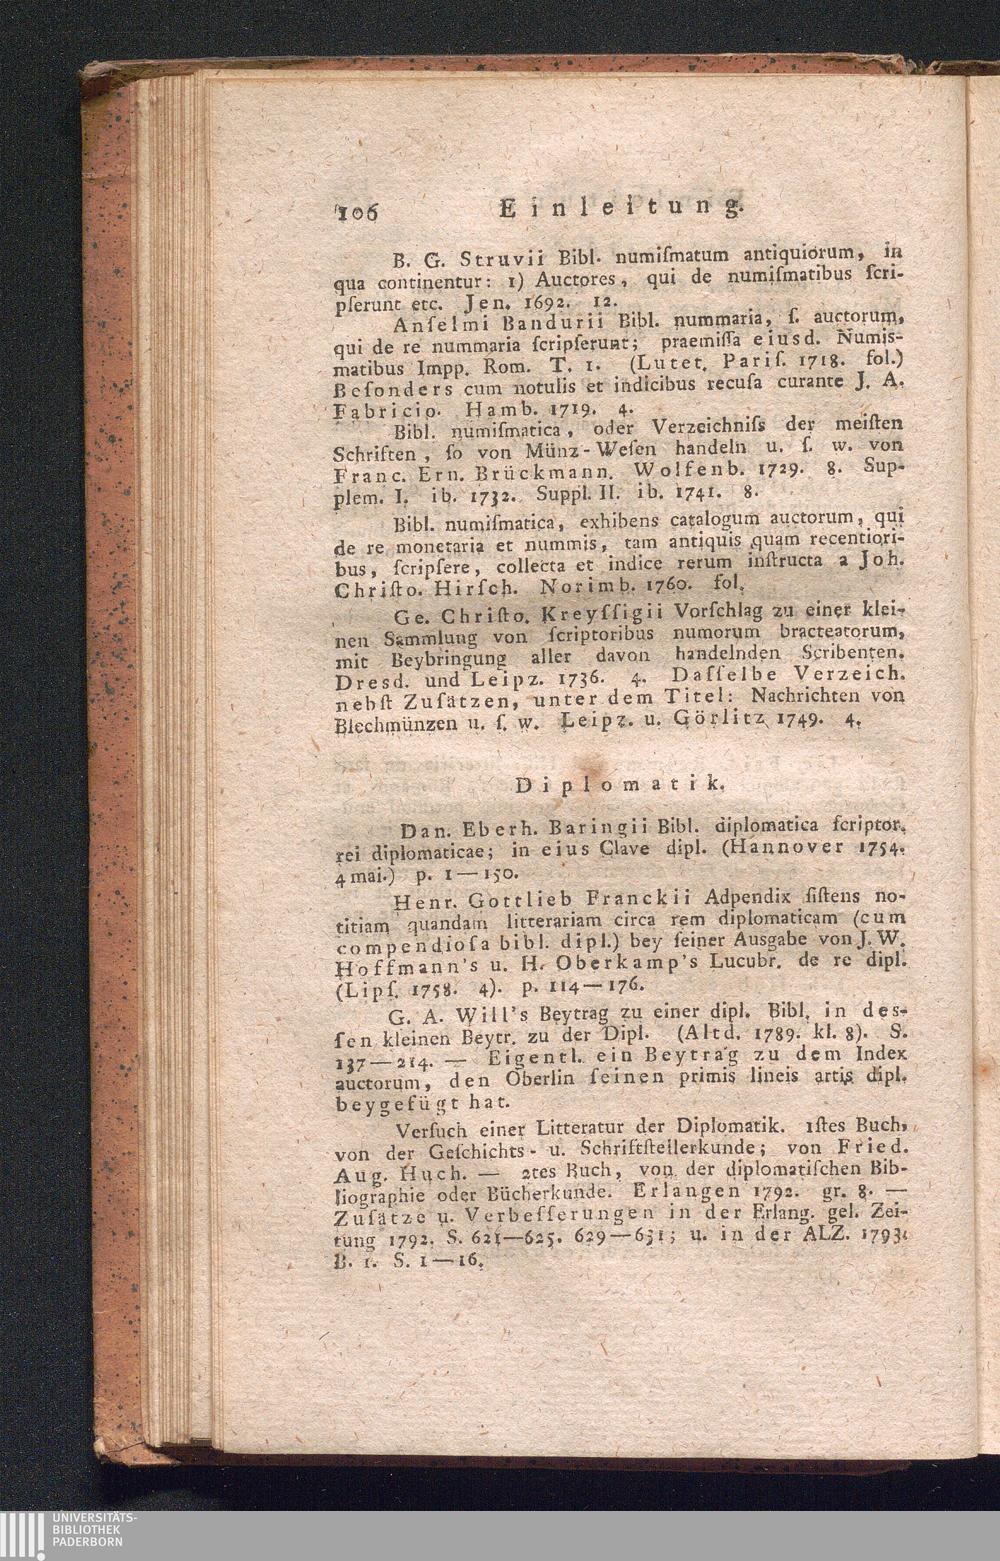 106 Einleitung.
B. G. Struvii Bibl. numiſmatum antiquiorum, in
qua continentur: 1) Auctores, qui de numiſmatibus ſcri-
pſerunt etc. Jen. 1692. 12.
Anſelmi Bandurii Bibl. nummaria, ſ. auctorum,
qui de re nummaria ſcripſerunt; praemiſſa eiusd. Numis-
matibus Impp. Rom. T. 1. (Lutet. Pariſ. 1718. fol.)
Beſonders cum notulis et indicibus recuſa curante J. A.
Fabricio. Hamb. 1719. 4.
Bibl. numiſmatica, oder Verzeichniſs der meiſten
Schriften, ſo von Münz-Weſen handeln u. ſ. w. von
Franc. Ern. Brückmann. Wolfenb. 1729. 8. Sup-
plem. I. ib. 1732. Suppl. II. ib. 1741. 8.
Bibl. numiſmatica, exhibens catalogum auctorum, qui
de re monetaria et nummis, tam antiquis quam recentiori-
bus, ſcripſere, collecta et indice rerum inſtructa a Joh.
Chriſto. Hirſch. Norimb. 1760. fol.
Ge. Chriſto. Kreyſſigii Vorſchlag zu einer klei-
nen Sammlung von ſcriptoribus numorum bracteatorum,
mit Beybringung aller davon handelnden Scribenten.
Dresd. und Leipz. 1736. 4. Daſſelbe Verzeich.
nebſt Zuſätzen, unter dem Titel: Nachrichten von
Blechmünzen u. ſ. w. Leipz. u. Görlitz 1749. 4.
Diplomatik.
Dan. Eberh. Baringii Bibl. diplomatica ſcriptor.
rei diplomaticae; in eius Clave dipl. (Hannover 1754.
4 mai.) p. 1—150.
Henr. Gottlieb Franckii Adpendix ſiſtens no-
titiam quandam litterariam circa rem diplomaticam (cum
compendioſa bibl. dipl.) bey ſeiner Ausgabe von J. W.
Hoffmann's u. H. Oberkamp's Lucubr. de re dipl.
(Lipſ. 1758. 4). p. 114—176.
G. A. Will's Beytrag zu einer dipl. Bibl. in des-
ſen kleinen Beytr. zu der Dipl. (Altd. 1789. kl. 8). S.
137—214. — Eigentl. ein Beytrag zu dem Index
auctorum, den Oberlin ſeinen primis lineis artis dipl.
beygefügt hat.
Verſuch einer Litteratur der Diplomatik. 1ſtes Buch,
von der Geſchichts- u. Schriftſtellerkunde; von Fried.
Aug. Huch. — 2tes Buch, von der diplomatiſchen Bib-
liographie oder Bücherkunde. Erlangen 1792. gr. 8. —
Zuſätze u. Verbeſſerungen in der Erlang. gel. Zei-
tung 1792. S. 621—625. 629—631; u. in der ALZ. 1793.
B. 1. S. 1—16.
UNIVERSITÄTS-
BIBLIOTHEK
PADERBORN